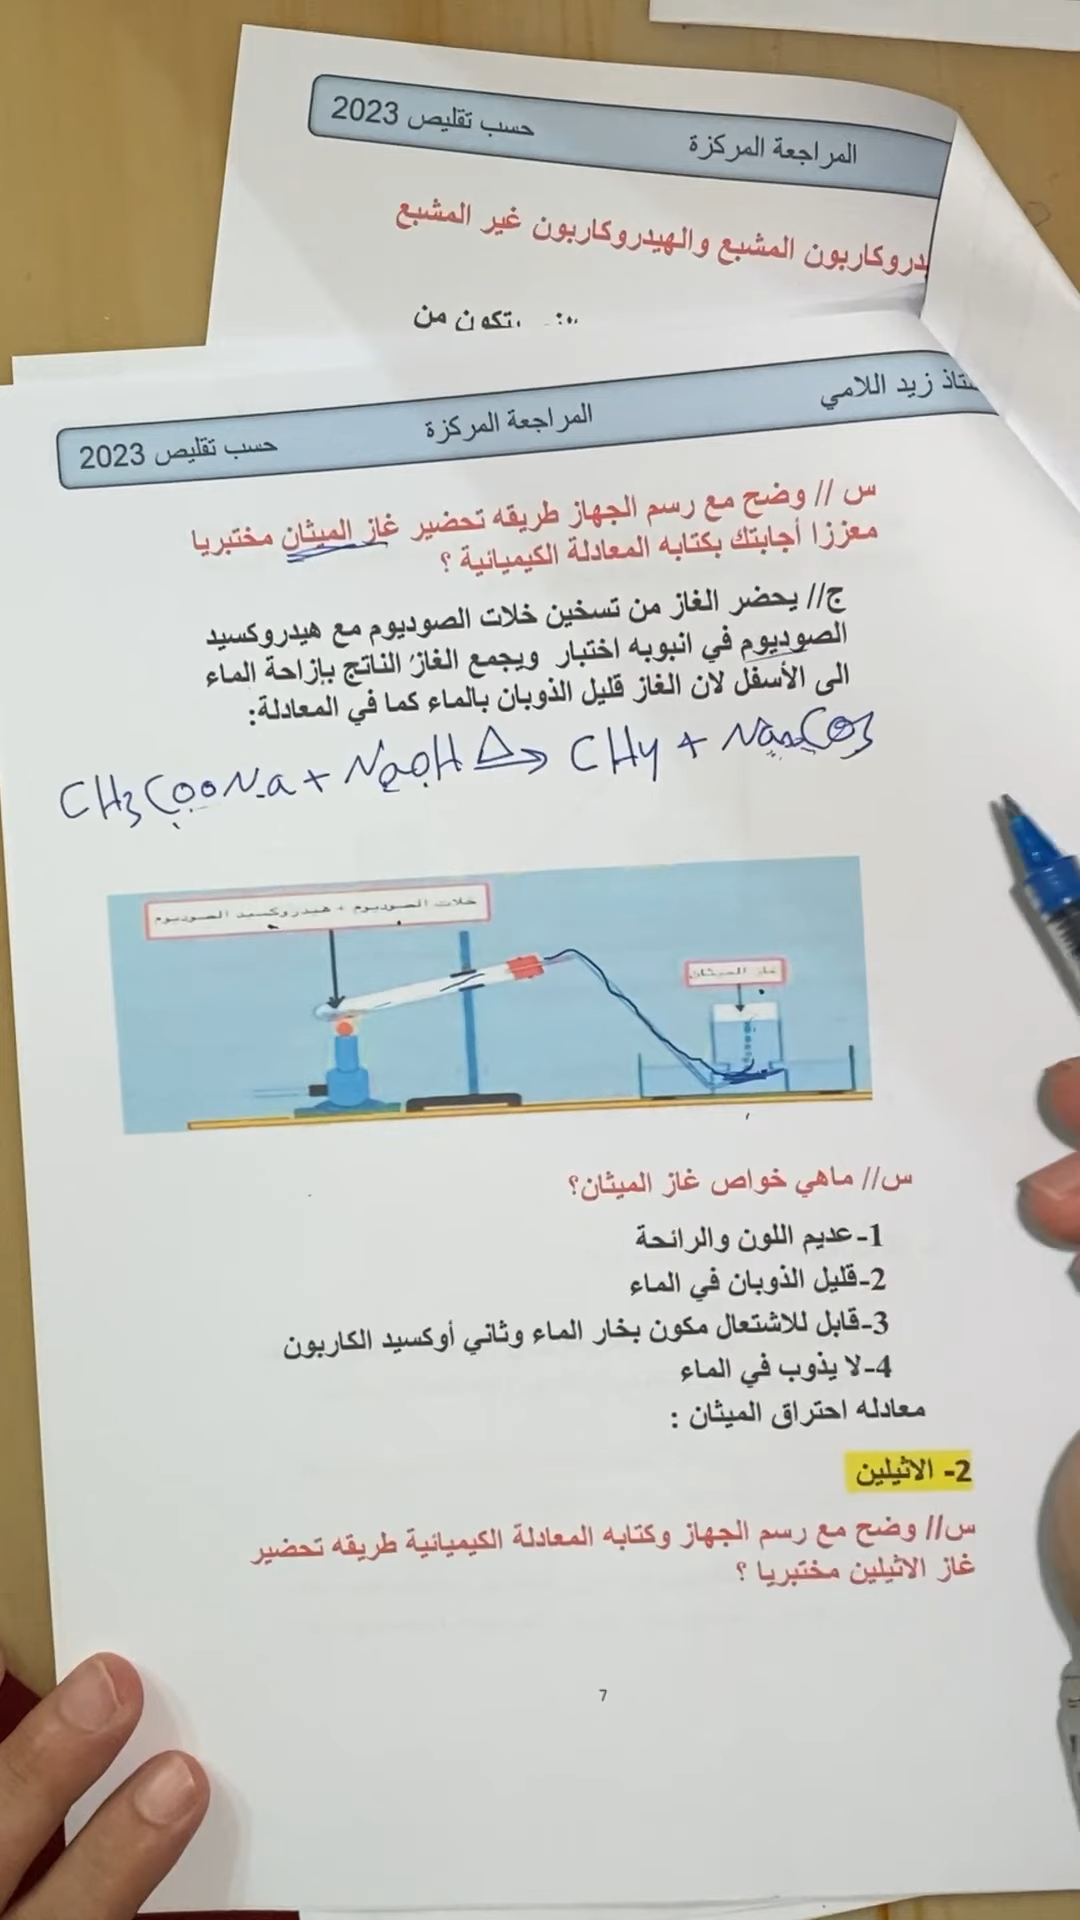 المراجعة المركزة حسب تقليص 2023
المشبع والهيدروكاربون غير المشبع
من
زيد اللامي المراجعة المركزة حسب تقليص 2023
س // وضح مع رسم الجهاز طريقه تحضير غاز الميثان مختبريا
معززا أجابتك بكتابه المعادلة الكيميائية ؟
ج// يحضر الغاز من تسخين خلات الصوديوم مع هيدروكسيد
الصوديوم في انبوبه اختبار ويجمع الغاز الناتج بإزاحة الماء
الى الأسفل لان الغاز قليل الذوبان بالماء كما في المعادلة:
CH3COONa + NaOH △→ CH4 + Na2CO3
خلات الصوديوم + هيدروكسيد الصوديوم
غاز الميثان
س// ماهي خواص غاز الميثان؟
1-عديم اللون والرائحة
2-قليل الذوبان في الماء
3-قابل للاشتعال مكون بخار الماء وثاني أوكسيد الكاربون
4-لا يذوب في الماء
معادله احتراق الميثان :
2- الاثيلين
س// وضح مع رسم الجهاز وكتابه المعادلة الكيميائية طريقه تحضير
غاز الاثيلين مختبريا ؟
7